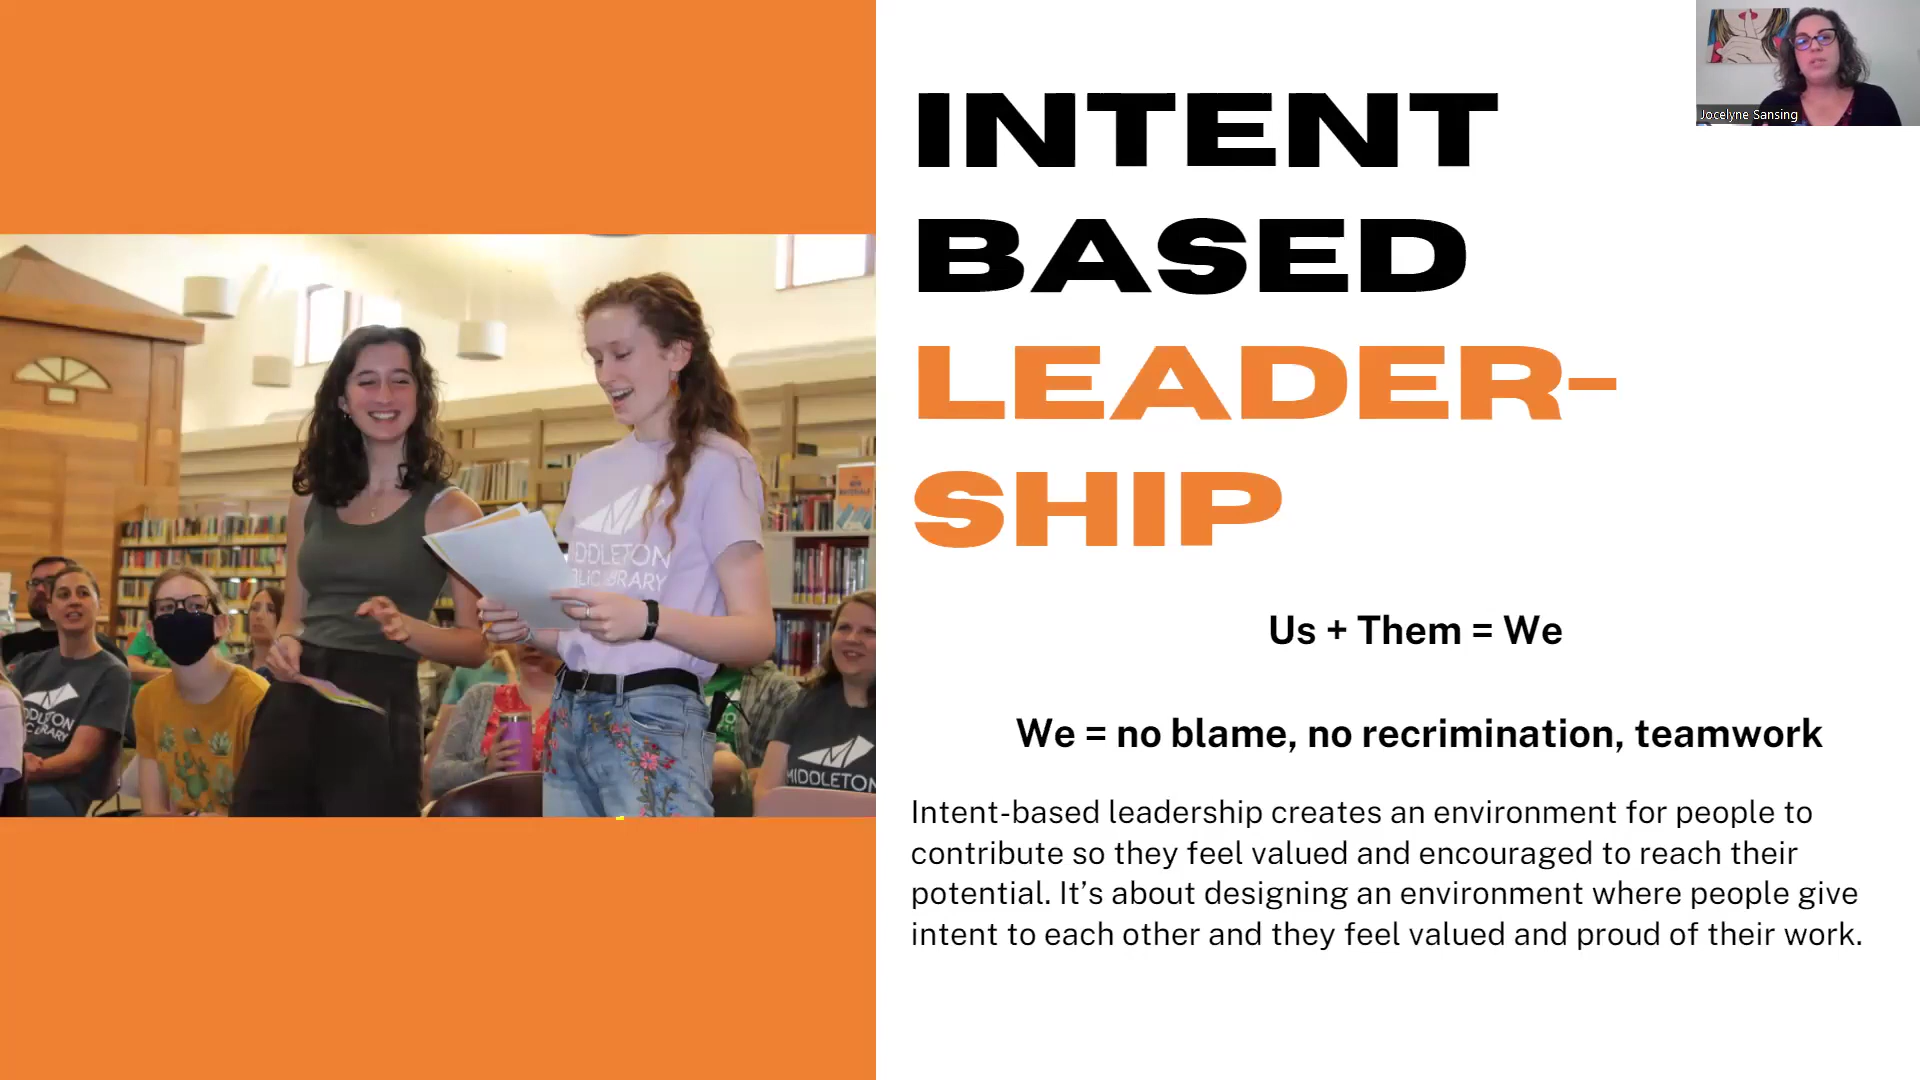 INTENT
BASED
LEADER-
SHIP
Jocelyne Sansing
Us + Them = We
We = no blame, no recrimination, teamwork
Intent-based leadership creates an environment for people to
contribute so they feel valued and encouraged to reach their
potential. It’s about designing an environment where people give
intent to each other and they feel valued and proud of their work.
MIDDLETON